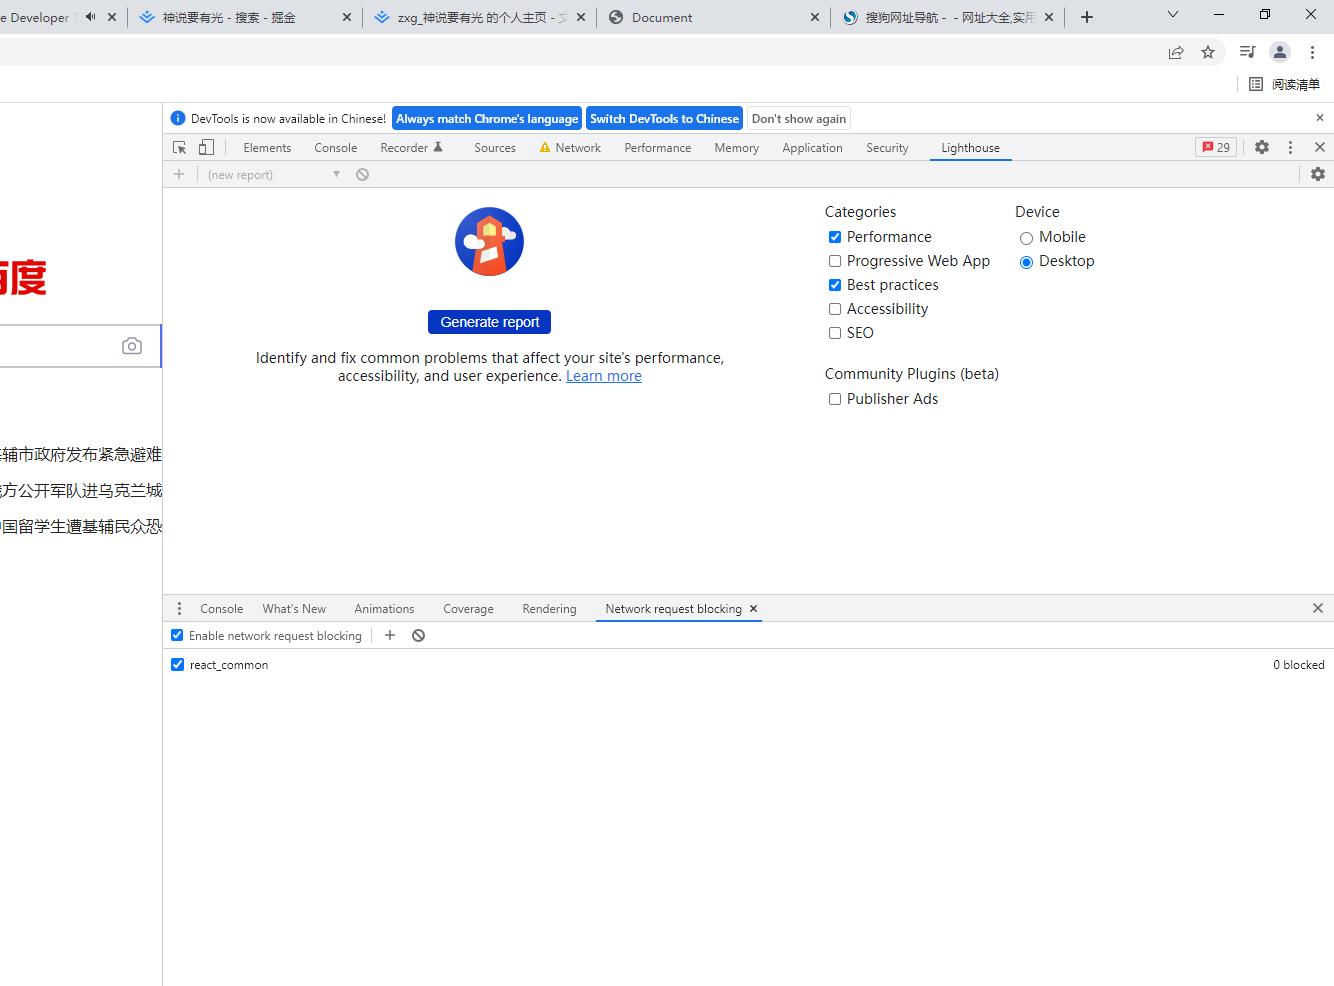 e Developer
神说要有光 - 搜索 - 掘金
zxg_神说要有光 的个人主页 - 
Document
搜狗网址导航 - - 网址大全,实用
阅读清单
DevTools is now available in Chinese!
Always match Chrome's language
Switch DevTools to Chinese
Don't show again
Elements
Console
Recorder
Sources
Network
Performance
Memory
Application
Security
Lighthouse
29
(new report)
Generate report
Identify and fix common problems that affect your site's performance,
accessibility, and user experience. Learn more
Categories
Performance
Progressive Web App
Best practices
Accessibility
SEO
Community Plugins (beta)
Publisher Ads
Device
Mobile
Desktop
度
辅市政府发布紧急避难
方公开军队进乌克兰城
国留学生遭基辅民众恐
Console
What's New
Animations
Coverage
Rendering
Network request blocking
Enable network request blocking
react_common
0 blocked